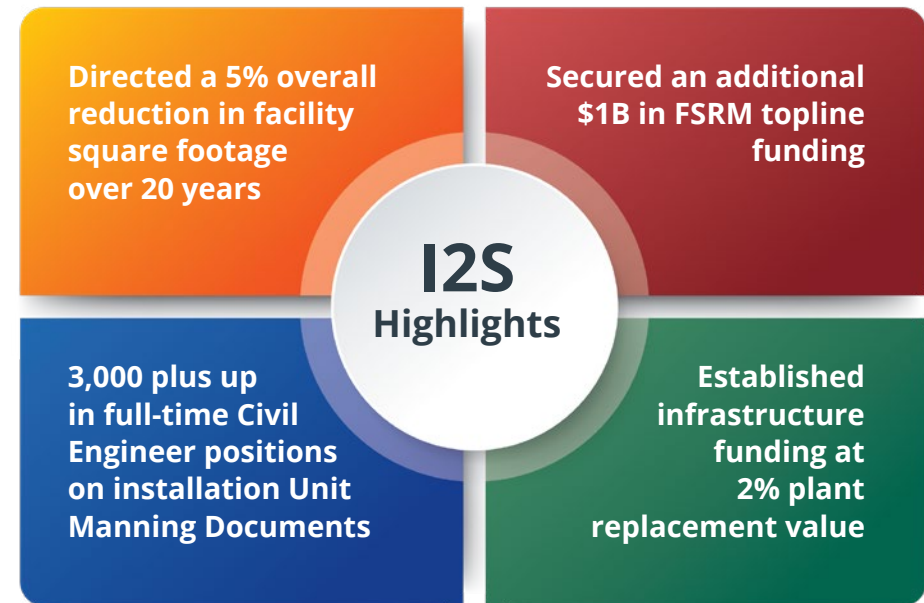 Directed a 5% overall
reduction in facility
square footage
over 20 years
Secured an additional
$1B in FSRM topline
funding
I2S
Highlights
3,000 plus up
in full-time Civil
Engineer positions
on installation Unit
Manning Documents
Established
infrastructure
funding at
2% plant
replacement value